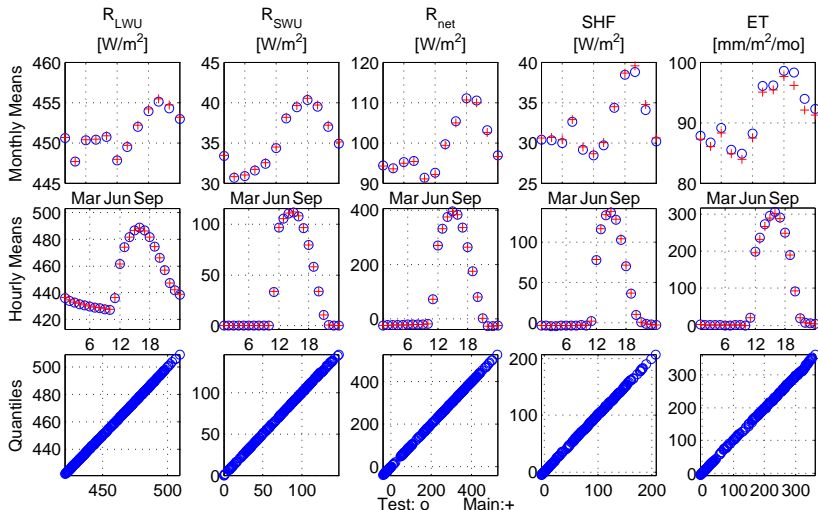 R_LWU R_SWU R_net SHF ET
[W/m²] [W/m²] [W/m²] [W/m²] [mm/m²/mo]
Monthly Means
460 455 450 445
40 35 30
120 110 100 90
40 35 30 25
100 90 80
Mar Jun Sep Mar Jun Sep Mar Jun Sep Mar Jun Sep Mar Jun Sep
Hourly Means
500 480 460 440 420
100 50 0
400 200 0
100 50 0
300 200 100 0
6 12 18 6 12 18 6 12 18 6 12 18 6 12 18
Quantiles
500 480 460 440
100 50 0
400 200 0
200 100 0
300 200 100 0
450 500 0 50 100 0 200 400 0 100 200 0 200
Test: o Main:+